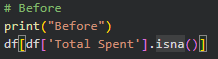 # Before
print("Before")
df[df['Total Spent'].isna()]